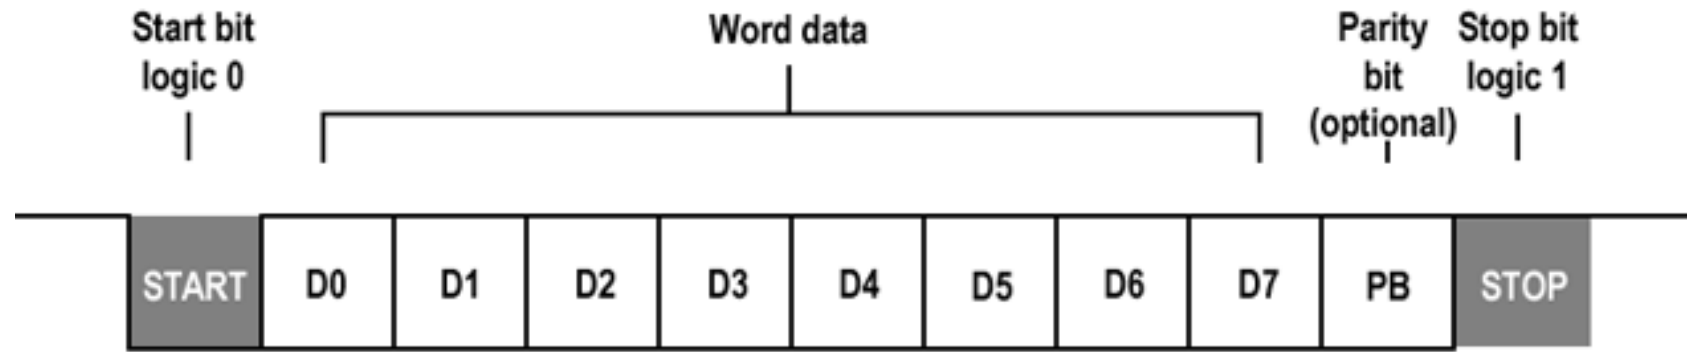 Start bit
logic 0
Word data
Parity
bit
(optional)
Stop bit
logic 1
START D0 D1 D2 D3 D4 D5 D6 D7 PB STOP